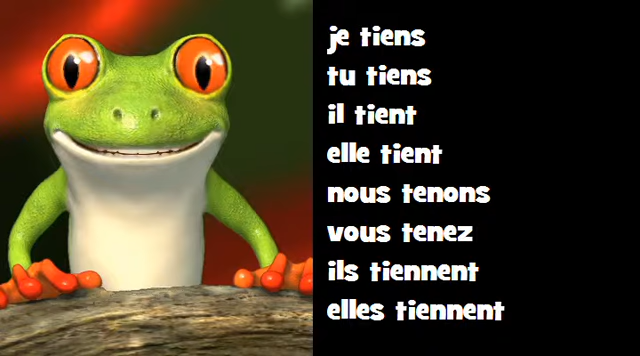 je tiens
tu tiens
il tient
elle tient
nous tenons
vous tenez
ils tiennent
elles tiennent